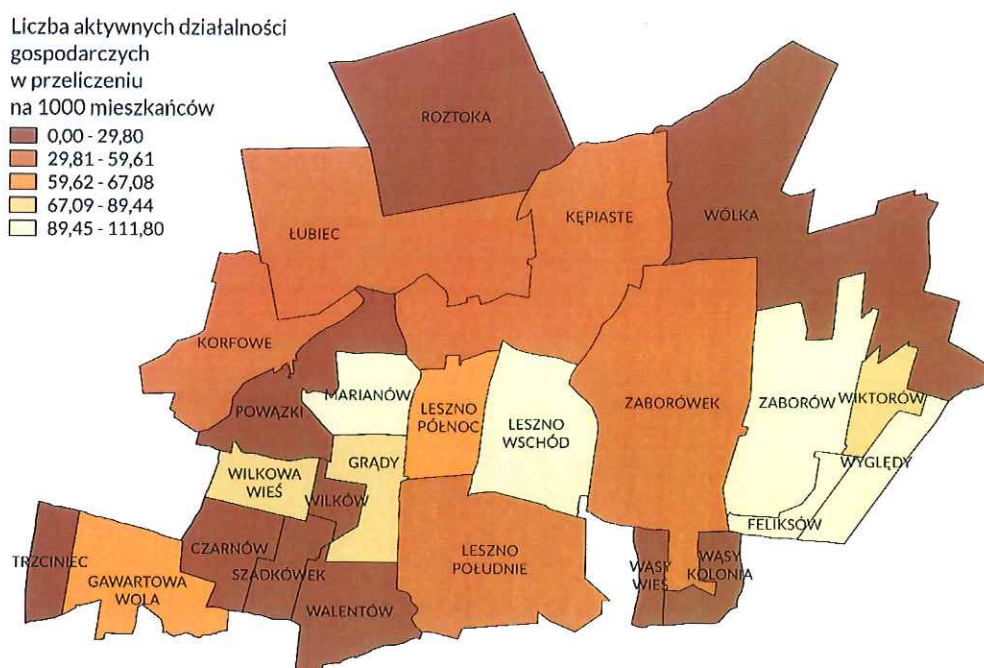 Liczba aktywnych działalności
gospodarczych
w przeliczeniu
na 1000 mieszkańców
0,00 - 29,80
29,81 - 59,61
59,62 - 67,08
67,09 - 89,44
89,45 - 111,80
ROZTOKA
WÓLKA
KĘPIASTE
ŁUBIEC
KORFOWE
POWĄZKI
MARIANÓW
LESZNO
PÓŁNOC
LESZNO
WSCHÓD
ZABORÓWEK
ZABORÓW
WIKTORÓW
WYGLĘDY
FELIKSÓW
GRĄDY
WILKOWA
WIEŚ
WILKÓW
CZARNÓW
SZADKÓWEK
TRZCINIEC
GAWARTOWA
WOLA
WALENTÓW
LESZNO
POŁUDNIE
WĄSY
WIEŚ
WĄSY
KOLONIA